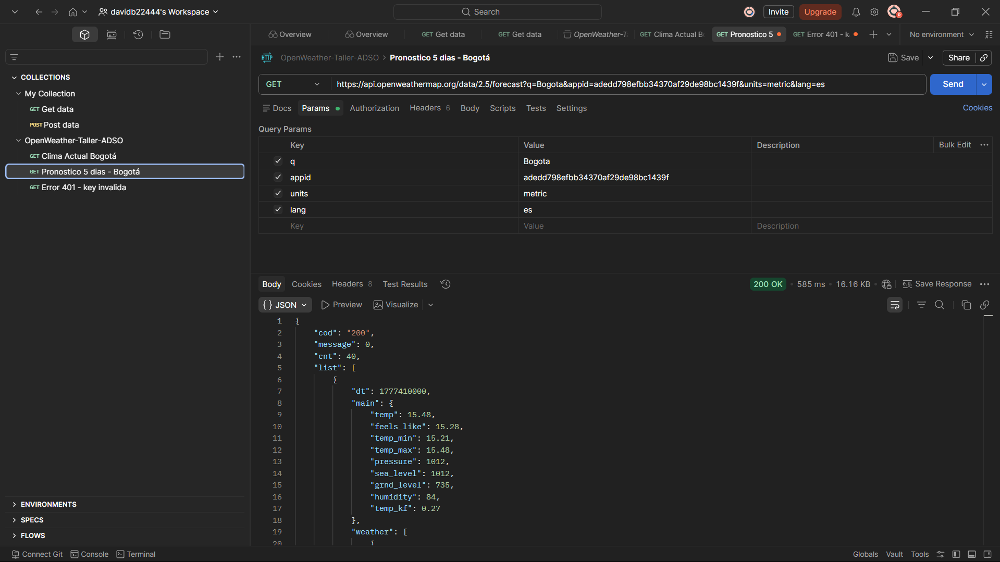 davidb22444's Workspace
Search
Invite
Upgrade
Overview
Overview
GET Get data
GET Get data
OpenWeather-T
GET Clima Actual B
GET Pronostico 5
GET Error 401 - k
No environment
COLLECTIONS
My Collection
GET Get data
POST Post data
OpenWeather-Taller-ADSO
GET Clima Actual Bogotá
GET Pronostico 5 dias - Bogotá
GET Error 401 - key invalida
ENVIRONMENTS
SPECS
FLOWS
HTTP OpenWeather-Taller-ADSO > Pronostico 5 dias - Bogotá
Save
Share
GET
https://api.openweathermap.org/data/2.5/forecast?q=Bogota&appid=adedd798efbb34370af29de98bc1439f&units=metric&lang=es
Send
Docs Params Authorization Headers 6 Body Scripts Tests Settings
Cookies
Query Params
Key Value Description Bulk Edit
q Bogota
appid adedd798efbb34370af29de98bc1439f
units metric
lang es
Key Value Description
Body Cookies Headers 8 Test Results
200 OK 585 ms 16.16 KB e.g. Save Response
{} JSON Preview Visualize
1 {
2 "cod": "200",
3 "message": 0,
4 "cnt": 40,
5 "list": [
6 {
7 "dt": 1777410000,
8 "main": {
9 "temp": 15.48,
10 "feels_like": 15.28,
11 "temp_min": 15.21,
12 "temp_max": 15.48,
13 "pressure": 1012,
14 "sea_level": 1012,
15 "grnd_level": 735,
16 "humidity": 84,
17 "temp_kf": 0.27
18 },
19 "weather": [
20 {
Connect Git Console Terminal
Globals Vault Tools